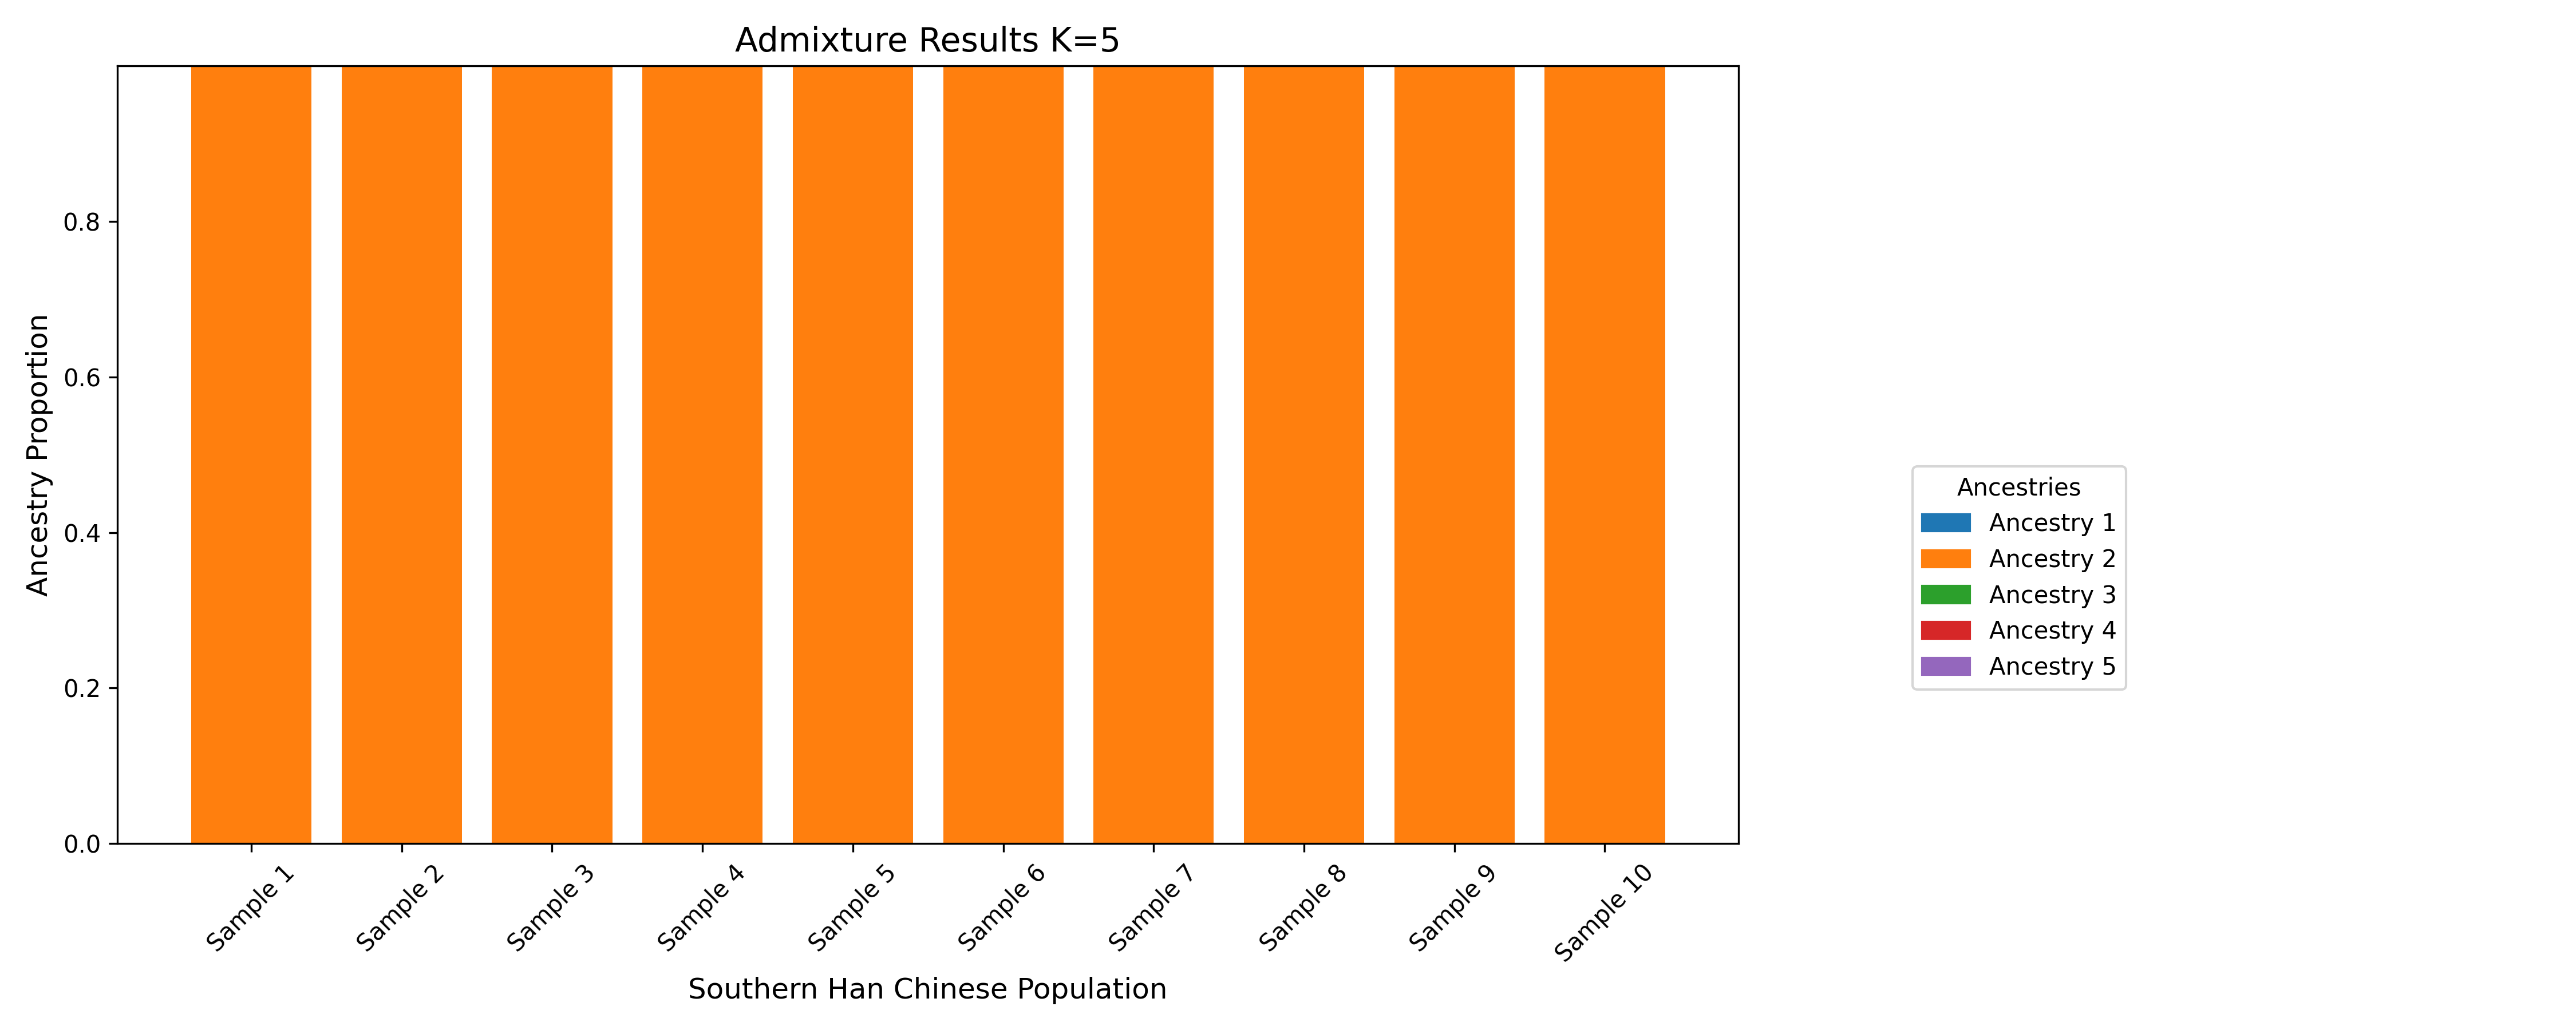 Admixture Results K=5
Ancestry Proportion
0.8
0.6
0.4
0.2
0.0
Sample 1
Sample 2
Sample 3
Sample 4
Sample 5
Sample 6
Sample 7
Sample 8
Sample 9
Sample 10
Southern Han Chinese Population
Ancestries
Ancestry 1
Ancestry 2
Ancestry 3
Ancestry 4
Ancestry 5